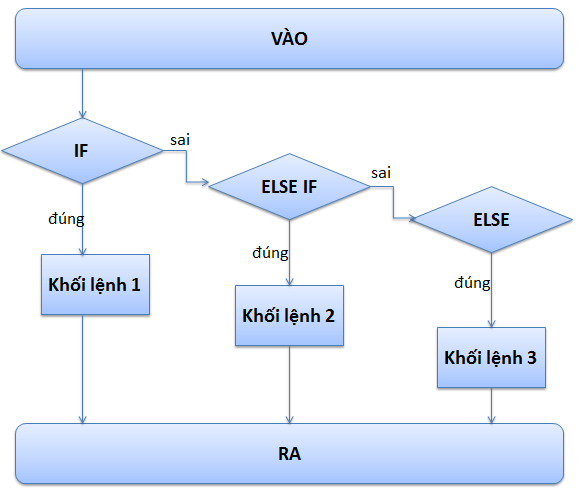 VÀO
IF
sai
ELSE IF
sai
ELSE
đúng
đúng
đúng
Khối lệnh 1
Khối lệnh 2
Khối lệnh 3
RA